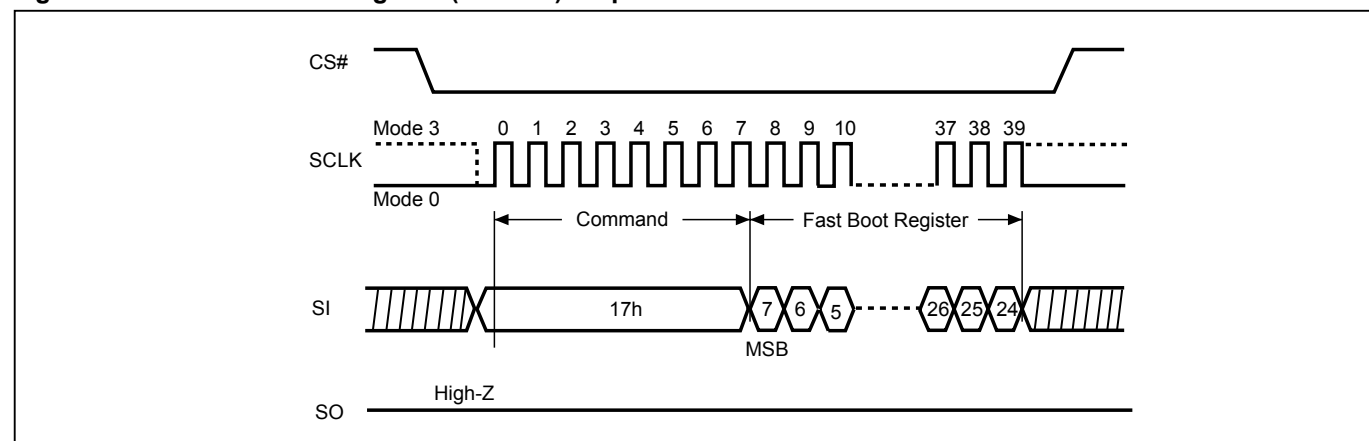 CS#
Mode 3 0 1 2 3 4 5 6 7 8 9 10 37 38 39
SCLK
Mode 0
Command Fast Boot Register
SI 17h 7 6 5 26 25 24
MSB
High-Z
SO